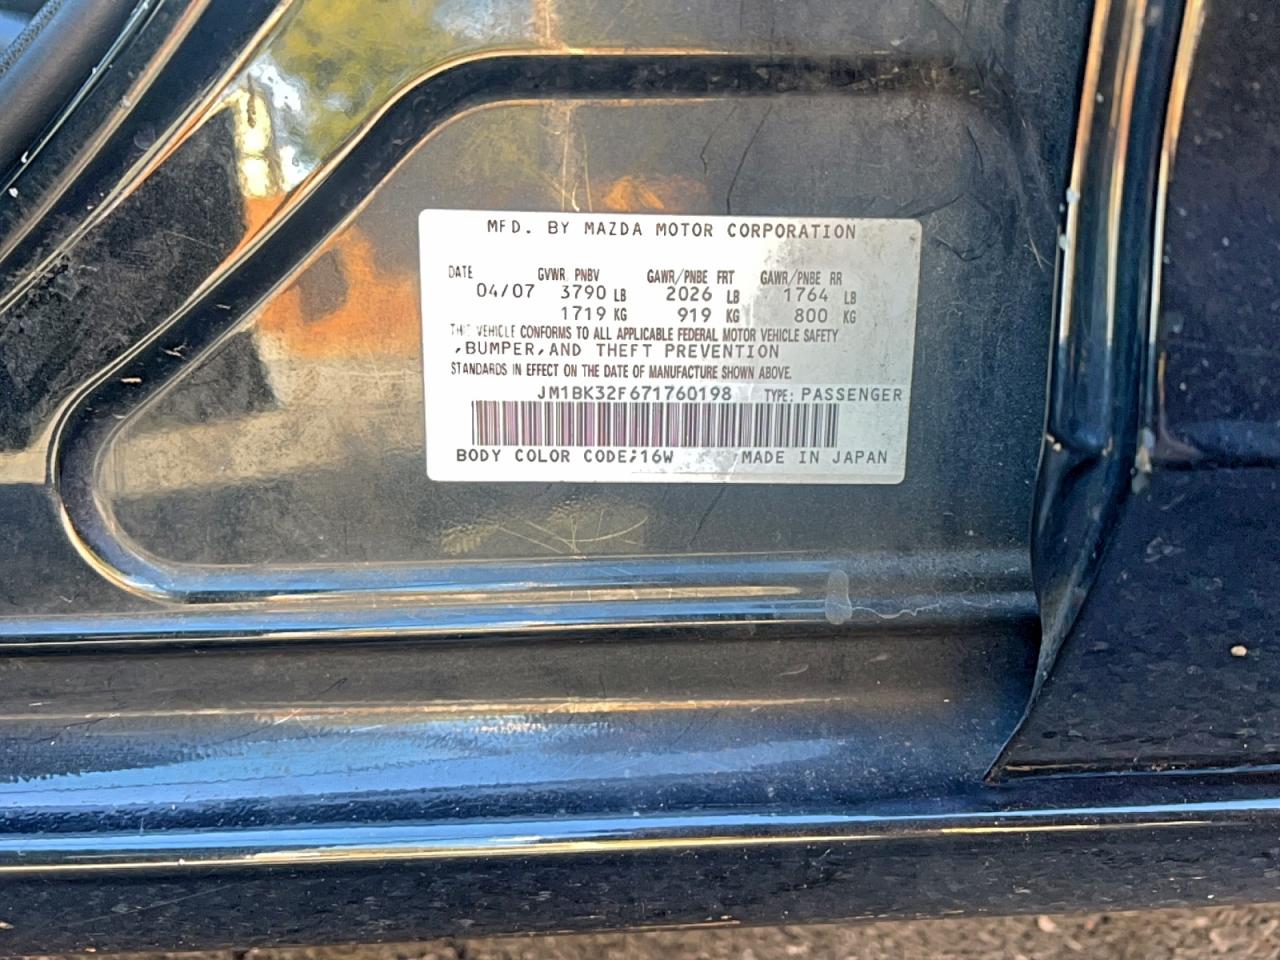 MFD. BY MAZDA MOTOR CORPORATION
DATE GVWR PNBV GAWR/PNBE FRT GAWR/PNBE RR
04/07 3790 LB 2026 LB 1764 LB
1719 KG 919 KG 800 KG
THIS VEHICLE CONFORMS TO ALL APPLICABLE FEDERAL MOTOR VEHICLE SAFETY
,BUMPER,AND THEFT PREVENTION
STANDARDS IN EFFECT ON THE DATE OF MANUFACTURE SHOWN ABOVE.
JM1BK32F671760198 TYPE: PASSENGER
BODY COLOR CODE:16W MADE IN JAPAN